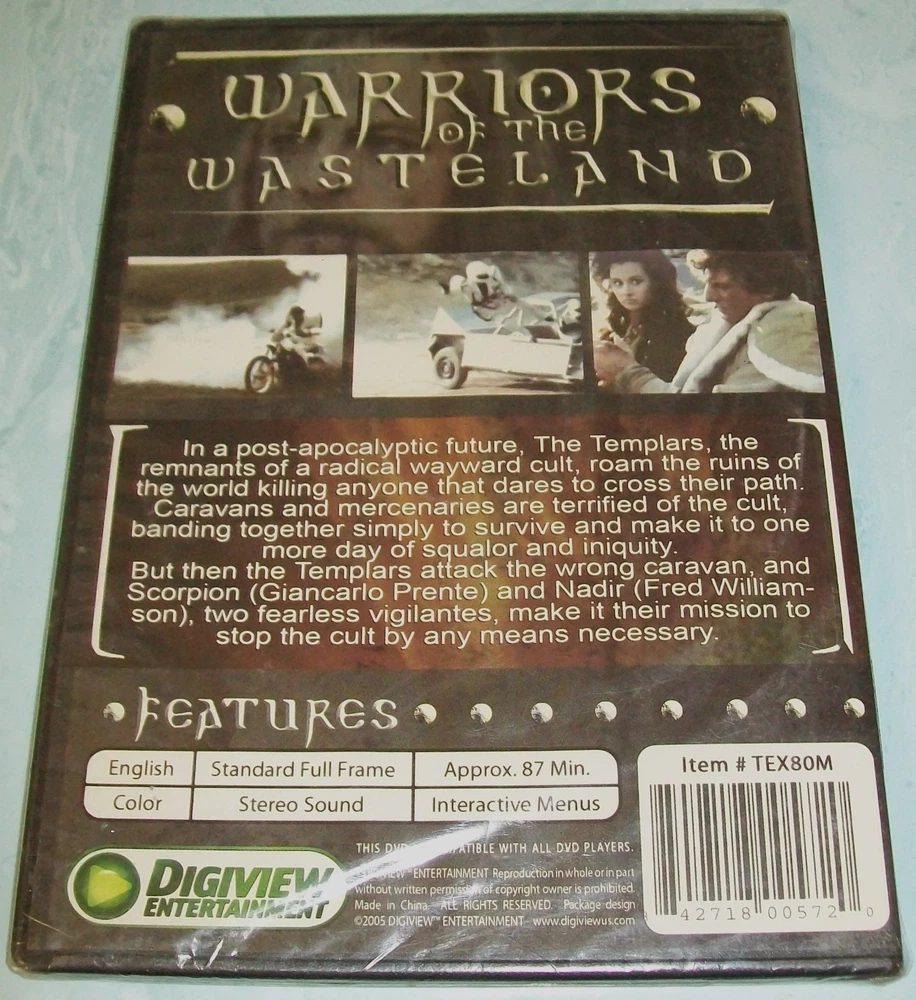 WARRIORS
OF THE
WASTELAND
In a post-apocalyptic future, The Templars, the
remnants of a radical wayward cult, roam the ruins of
the world killing anyone that dares to cross their path.
Caravans and mercenaries are terrified of the cult,
banding together simply to survive and make it to one
more day of squalor and iniquity.
But then the Templars attack the wrong caravan, and
Scorpion (Giancarlo Prente) and Nadir (Fred William-
son), two fearless vigilantes, make it their mission to
stop the cult by any means necessary.
FEATURES
English Standard Full Frame Approx. 87 Min.
Color Stereo Sound Interactive Menus
Item # TEX80M
42718 00572 0
DIGIVIEW
ENTERTAINMENT
THIS WITH ALL DVD PLAYERS.
ENTERTAINMENT Reproduction in whole or in part
without written permission of copyright owner is prohibited.
Made in China. ALL RIGHTS RESERVED. Package design
©2005 DIGIVIEW™ ENTERTAINMENT www.digiviewus.com